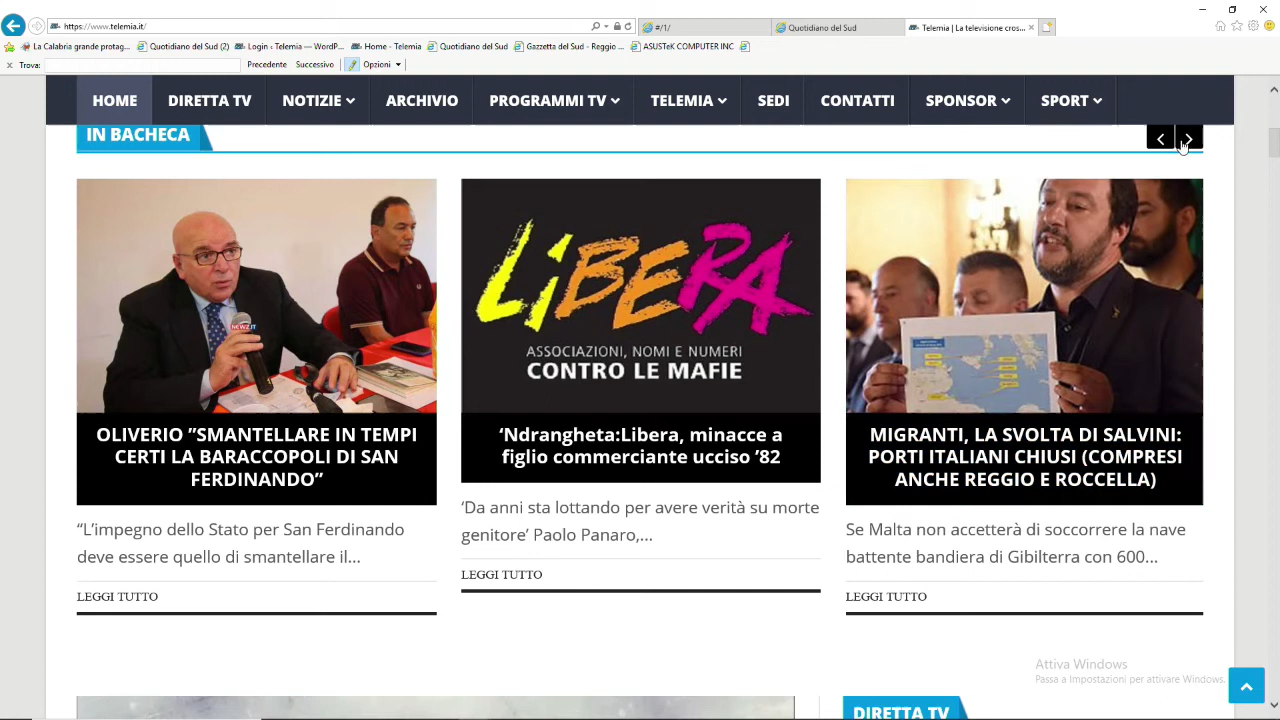 https://www.telemia.it/
#/1/
Quotidiano del Sud
Telemia | La televisione cros...
La Calabria grande protag...
Quotidiano del Sud (2)
Login ‹ Telemia — WordP...
Home - Telemia
Quotidiano del Sud
Gazzetta del Sud - Reggio ...
ASUSTeK COMPUTER INC
x Trova:
Precedente
Successivo
Opzioni
HOME
DIRETTA TV
NOTIZIE
ARCHIVIO
PROGRAMMI TV
TELEMIA
SEDI
CONTATTI
SPONSOR
SPORT
IN BACHECA
NEWZ.IT
OLIVERIO ”SMANTELLARE IN TEMPI
CERTI LA BARACCOPOLI DI SAN
FERDINANDO”
“L’impegno dello Stato per San Ferdinando
deve essere quello di smantellare il...
LEGGI TUTTO
LiBERA
ASSOCIAZIONI, NOMI E NUMERI
CONTRO LE MAFIE
‘Ndrangheta:Libera, minacce a
figlio commerciante ucciso ’82
‘Da anni sta lottando per avere verità su morte
genitore’ Paolo Panaro,...
LEGGI TUTTO
MIGRANTI, LA SVOLTA DI SALVINI:
PORTI ITALIANI CHIUSI (COMPRESI
ANCHE REGGIO E ROCCELLA)
Se Malta non accetterà di soccorrere la nave
battente bandiera di Gibilterra con 600...
LEGGI TUTTO
Attiva Windows
Passa a Impostazioni per attivare Windows.
DIRETTA TV